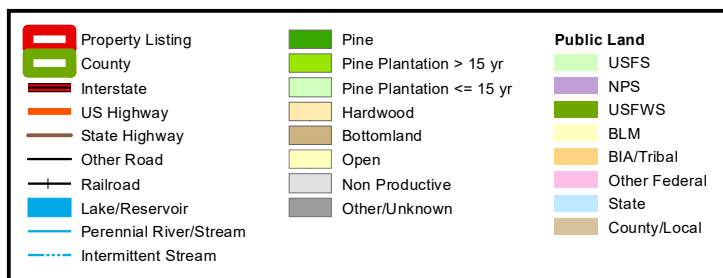 Property Listing
County
Interstate
US Highway
State Highway
Other Road
Railroad
Lake/Reservoir
Perennial River/Stream
Intermittent Stream
Pine
Pine Plantation > 15 yr
Pine Plantation <= 15 yr
Hardwood
Bottomland
Open
Non Productive
Other/Unknown
Public Land
USFS
NPS
USFWS
BLM
BIA/Tribal
Other Federal
State
County/Local